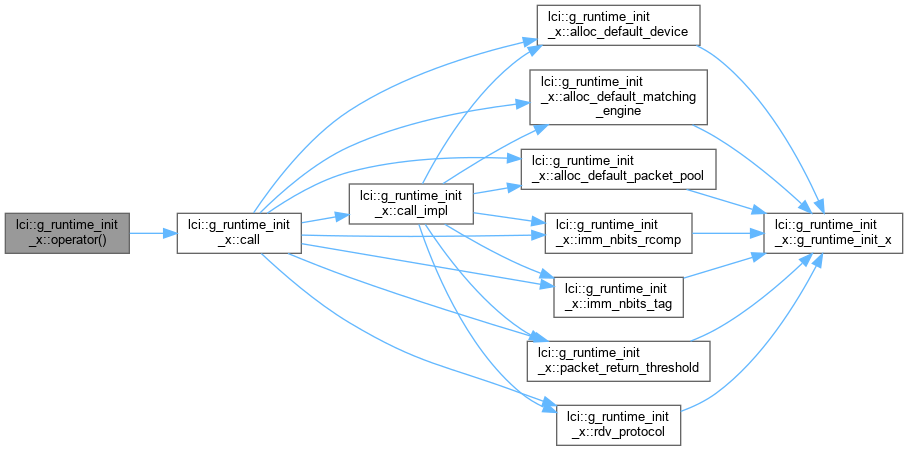 lci::g_runtime_init
_x::operator()
lci::g_runtime_init
_x::call
lci::g_runtime_init
_x::call_impl
lci::g_runtime_init
_x::alloc_default_device
lci::g_runtime_init
_x::alloc_default_matching
_engine
lci::g_runtime_init
_x::alloc_default_packet_pool
lci::g_runtime_init
_x::imm_nbits_rcomp
lci::g_runtime_init
_x::imm_nbits_tag
lci::g_runtime_init
_x::packet_return_threshold
lci::g_runtime_init
_x::rdv_protocol
lci::g_runtime_init
_x::g_runtime_init_x